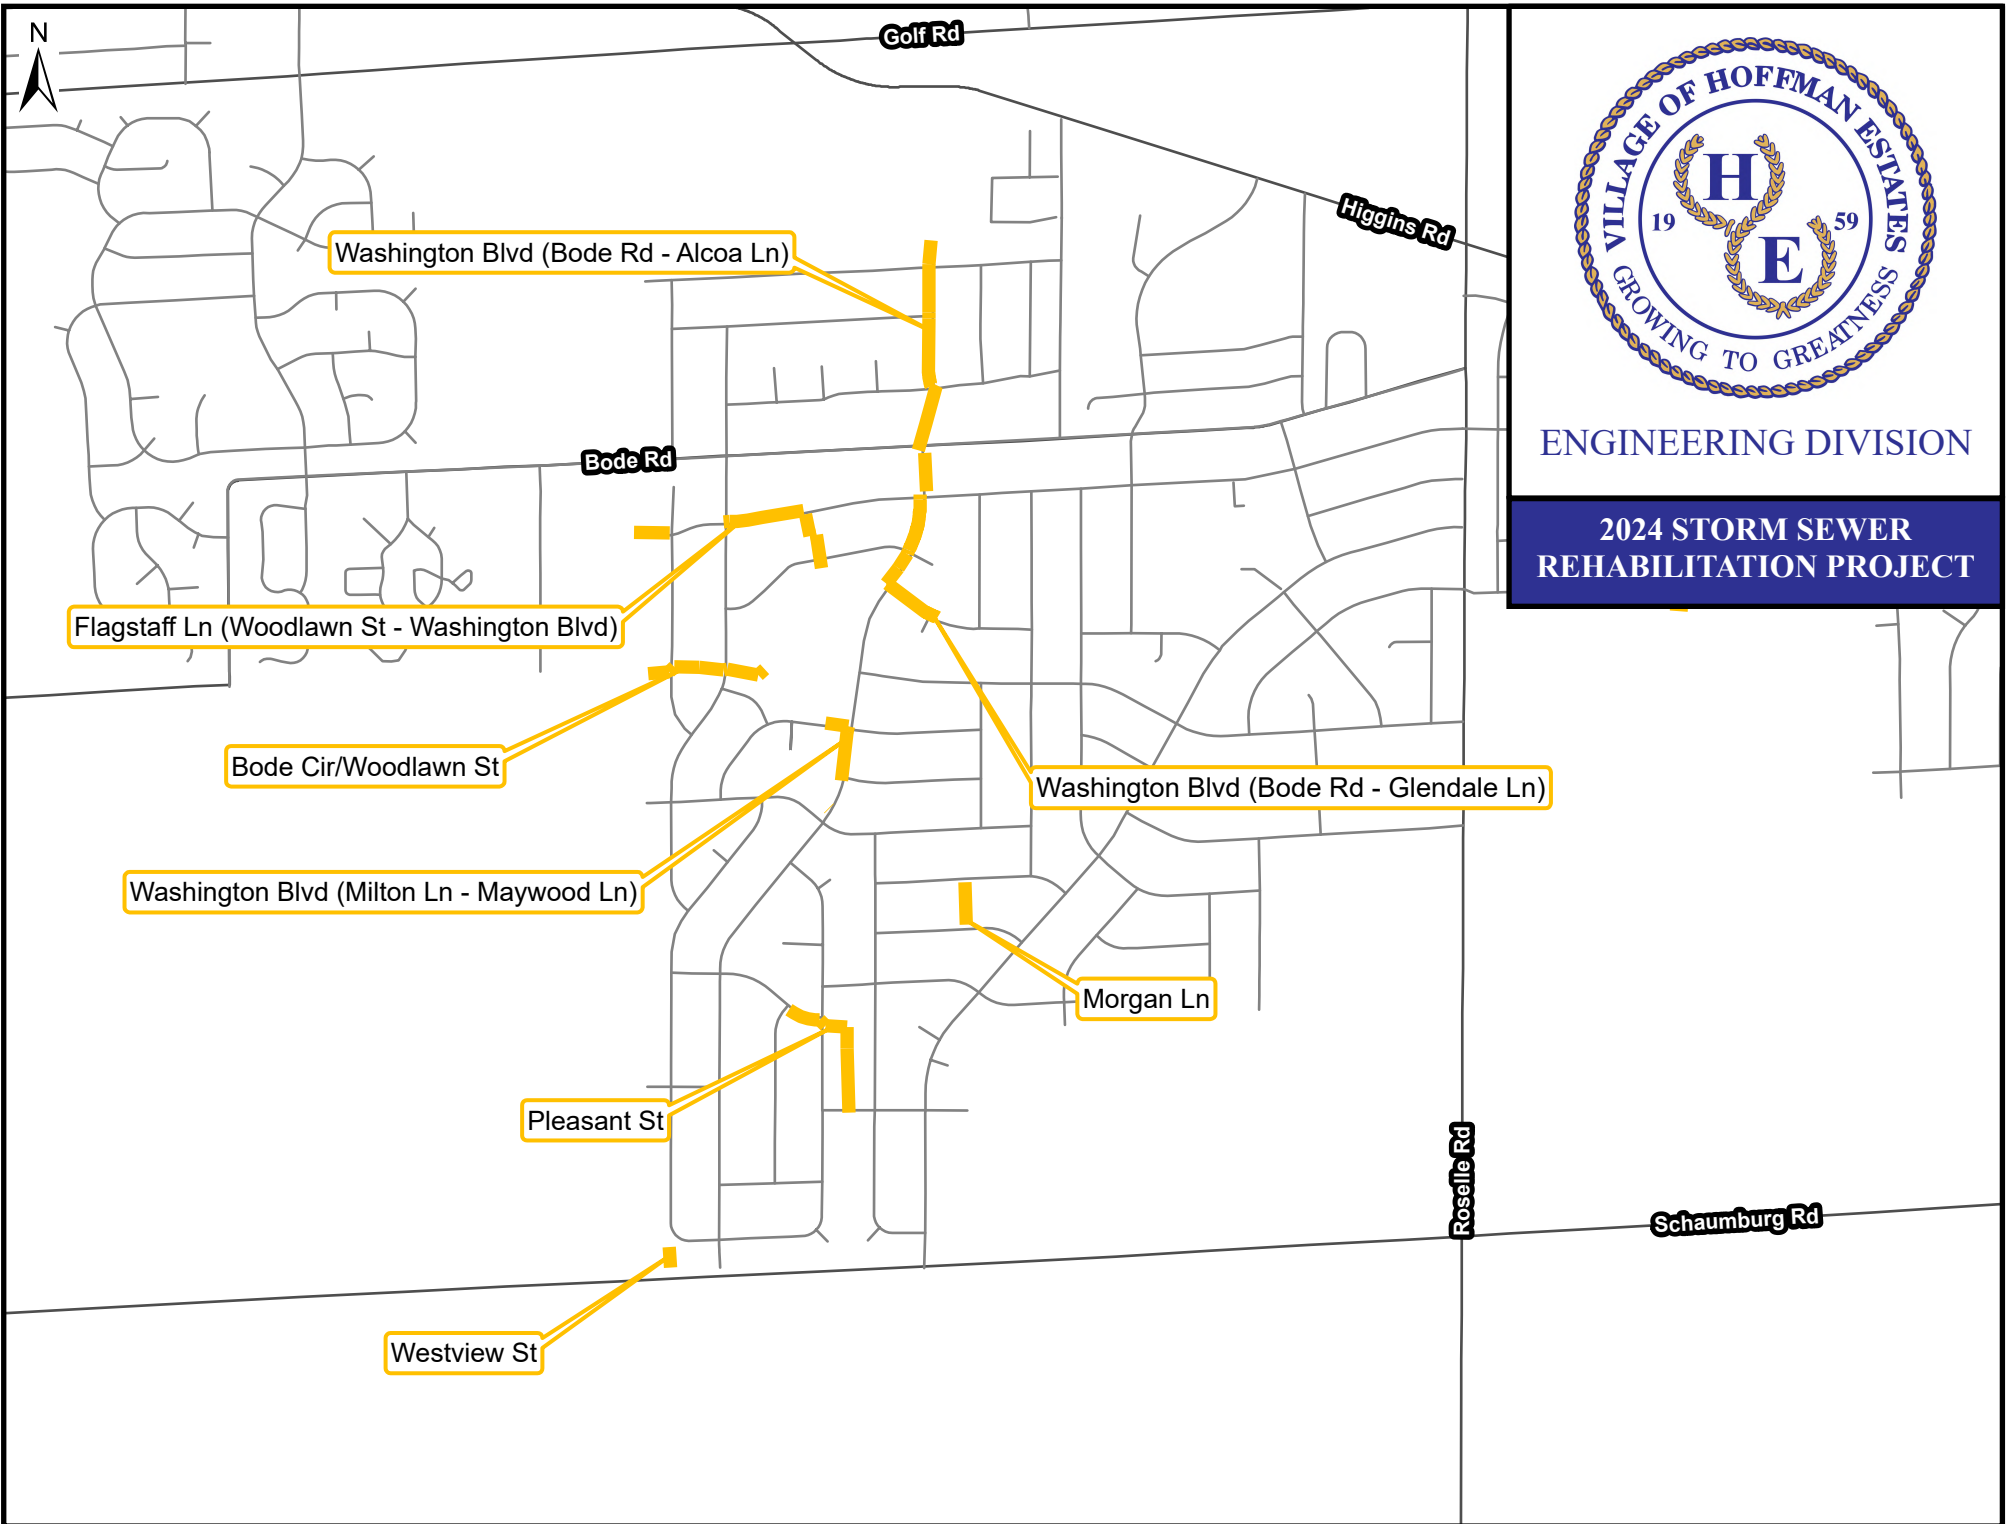 N
Golf Rd
Higgins Rd
Washington Blvd (Bode Rd - Alcoa Ln)
Bode Rd
Flagstaff Ln (Woodlawn St - Washington Blvd)
Bode Cir/Woodlawn St
Washington Blvd (Bode Rd - Glendale Ln)
Washington Blvd (Milton Ln - Maywood Ln)
Morgan Ln
Pleasant St
Roselle Rd
Schaumburg Rd
Westview St
VILLAGE OF HOFFMAN ESTATES
H
19
59
E
GROWING TO GREATNESS
ENGINEERING DIVISION
2024 STORM SEWER
REHABILITATION PROJECT